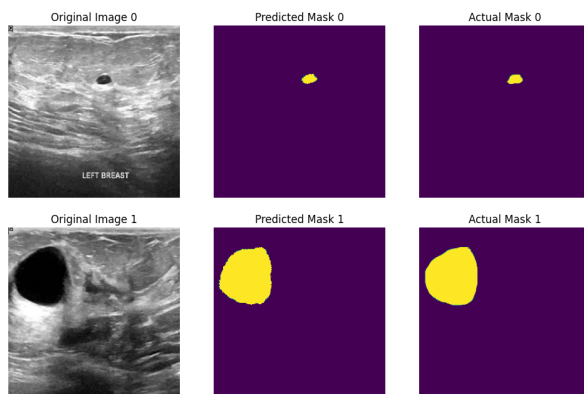 Original Image 0
Predicted Mask 0
Actual Mask 0
LEFT BREAST
Original Image 1
Predicted Mask 1
Actual Mask 1